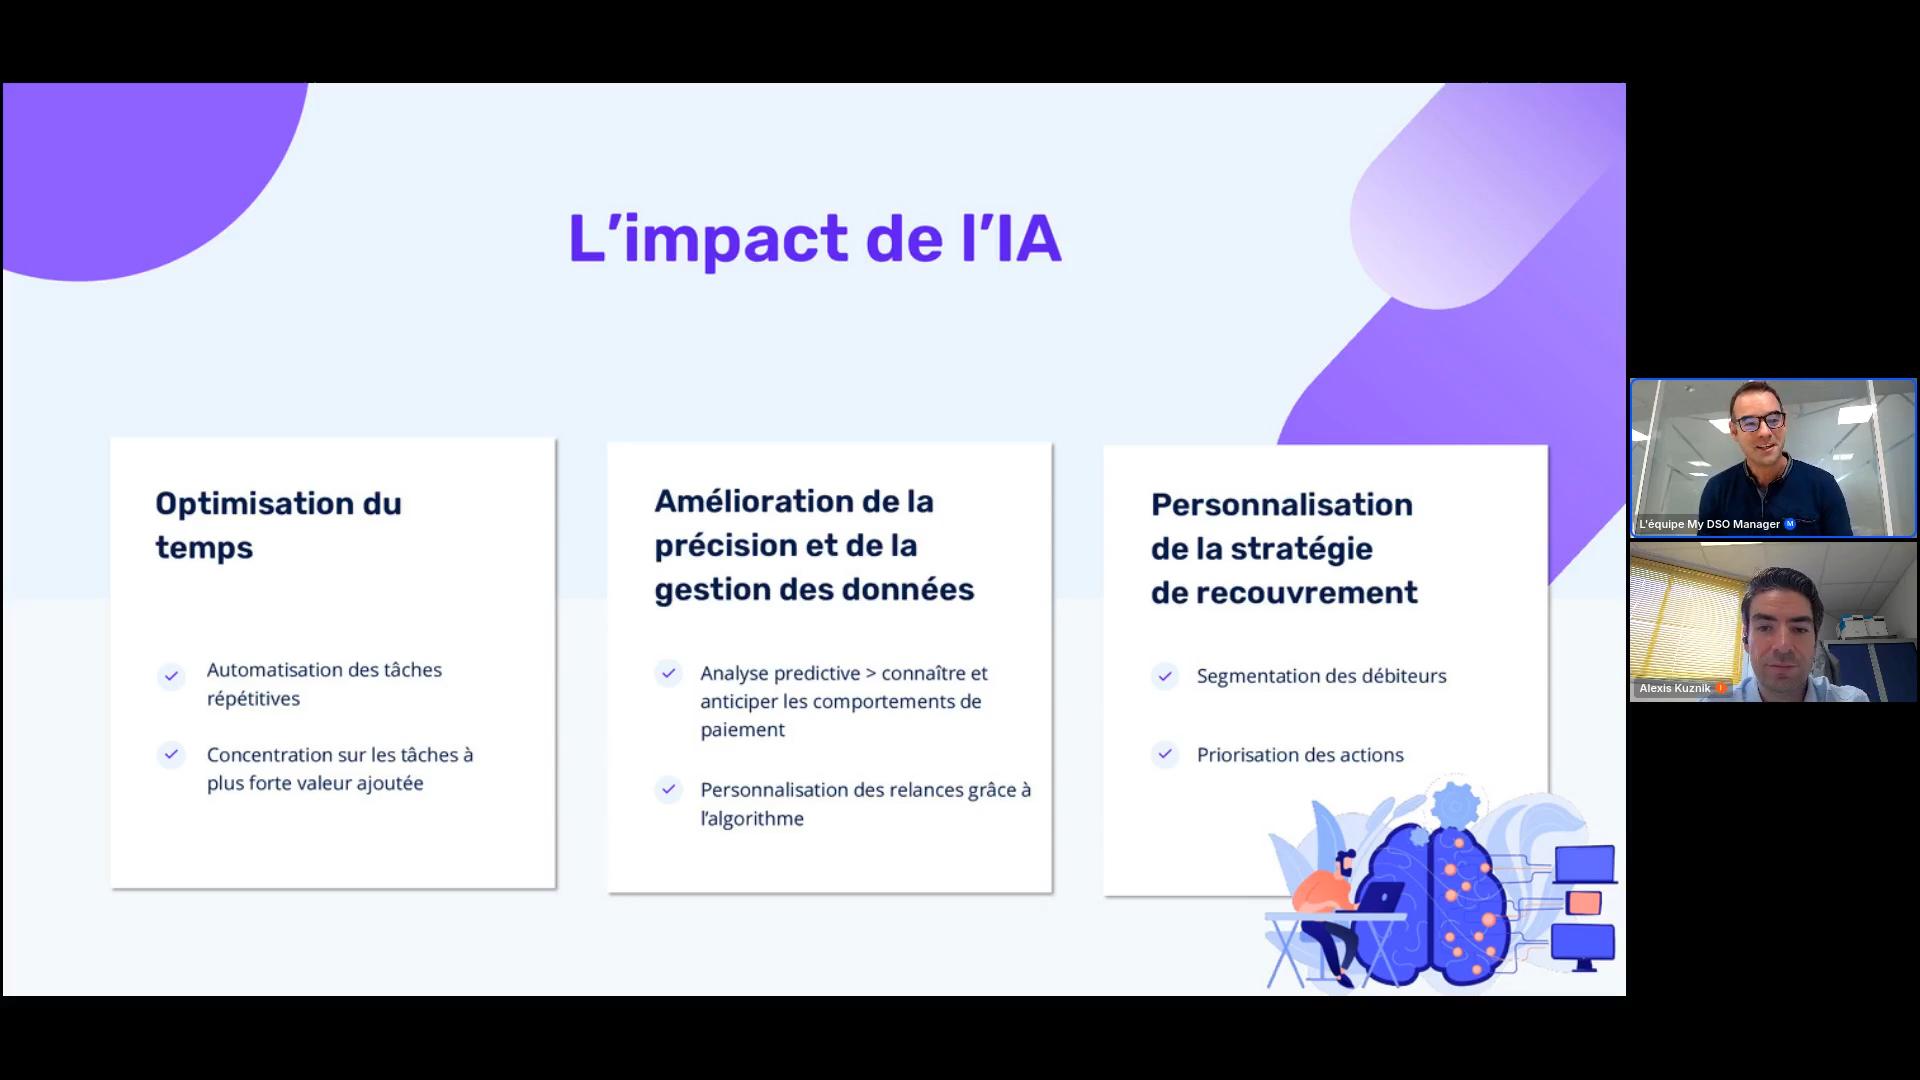 L’impact de l’IA
Optimisation du
temps
Automatisation des tâches
répétitives
Concentration sur les tâches à
plus forte valeur ajoutée
Amélioration de la
précision et de la
gestion des données
Analyse predictive > connaître et
anticiper les comportements de
paiement
Personnalisation des relances grâce à
l’algorithme
Personnalisation
de la stratégie
de recouvrement
Segmentation des débiteurs
Priorisation des actions
L'équipe My DSO Manager M
Alexis Kuznik